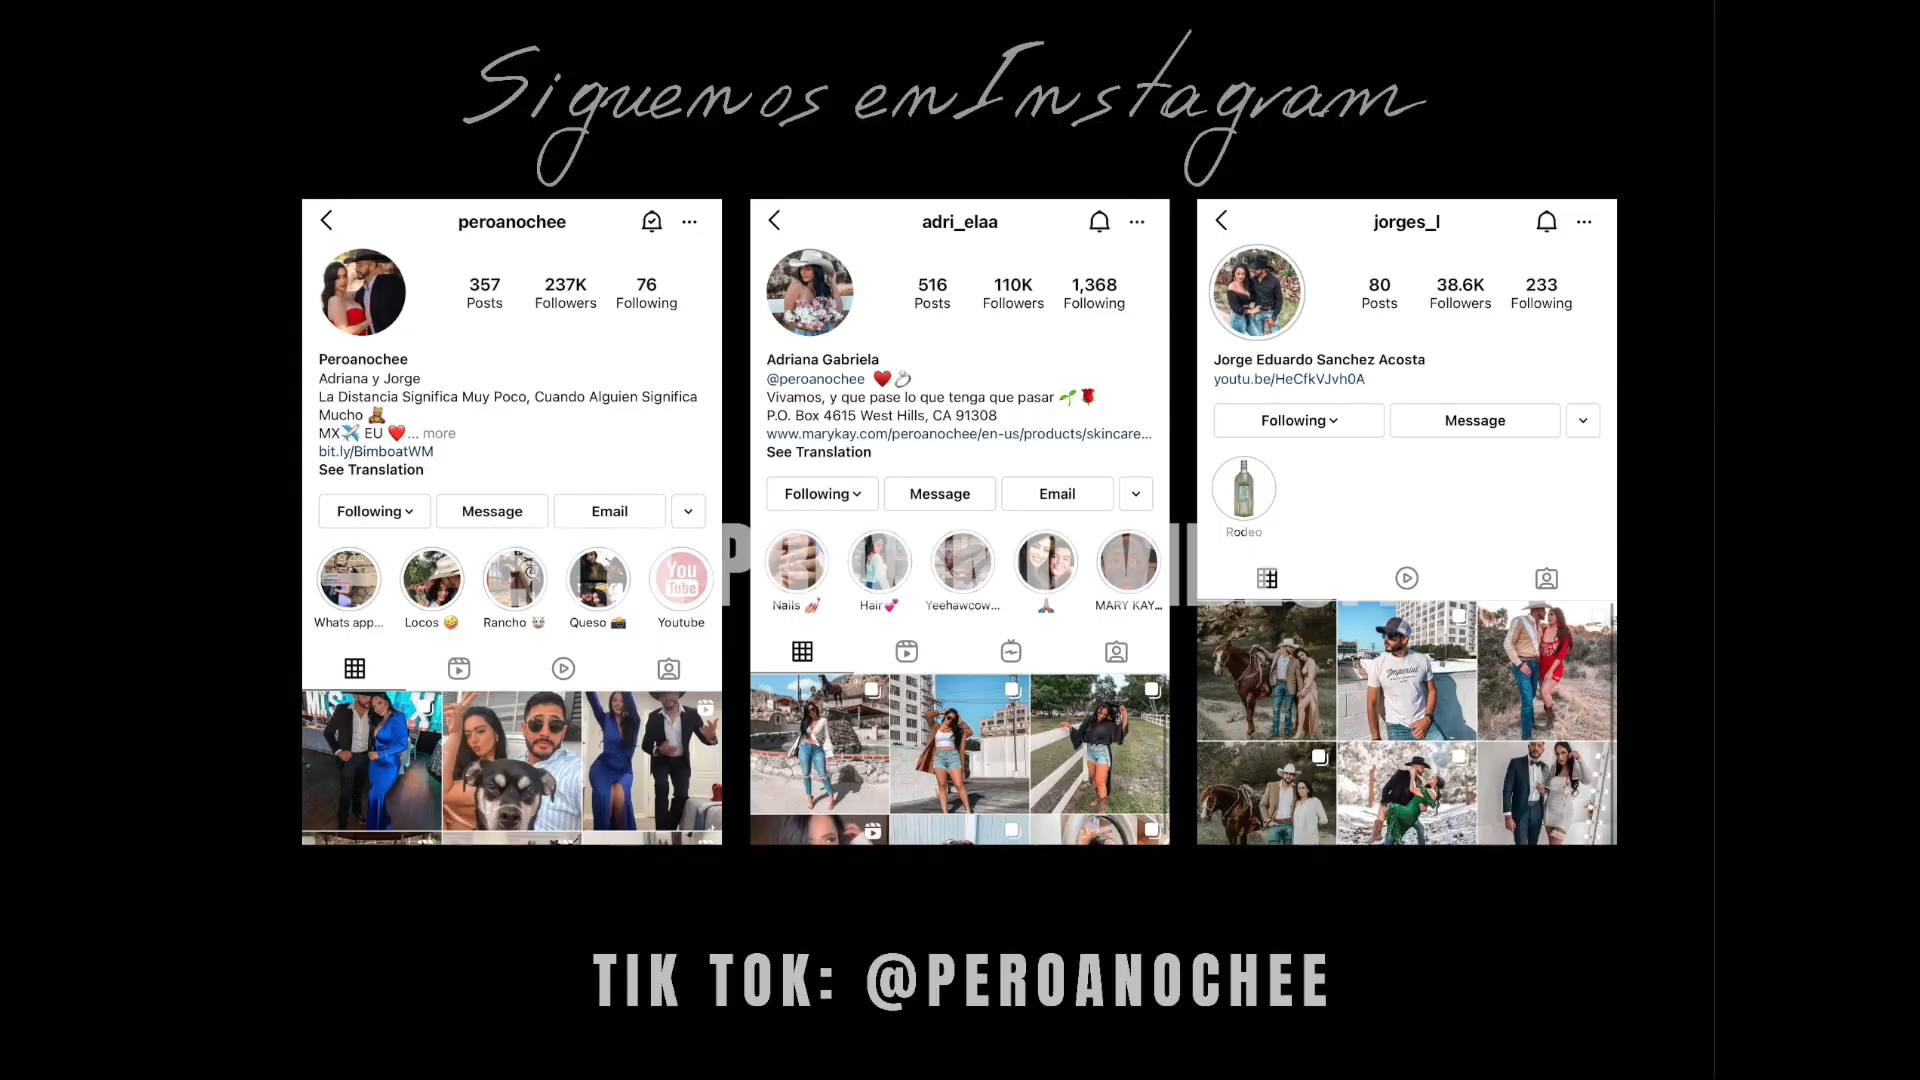 Siguenos en Instagram
peroanochee
357
237K
76
Posts
Followers
Following
Peroanochee
Adriana y Jorge
La Distancia Significa Muy Poco, Cuando Alguien Significa
Mucho 🧸
MX✈️ EU ❤️... more
bit.ly/BimboatWM
See Translation
Following
Message
Email
Whats app...
Locos 🤪
Rancho 🐮
Queso 📸
You
Tube
Youtube
adri_elaa
516
110K
1,368
Posts
Followers
Following
Adriana Gabriela
@peroanochee ❤️💍
Vivamos, y que pase lo que tenga que pasar 🌱🌹
P.O. Box 4615 West Hills, CA 91308
www.marykay.com/peroanochee/en-us/products/skincare...
See Translation
Following
Message
Email
Nails 💅
Hair💕
Yeehawcow...
🙏
MARY KAY...
jorges_l
80
38.6K
233
Posts
Followers
Following
Jorge Eduardo Sanchez Acosta
youtu.be/HeCfkVJvh0A
Following
Message
Rodeo
Imperial
TIK TOK: @PEROANOCHEE